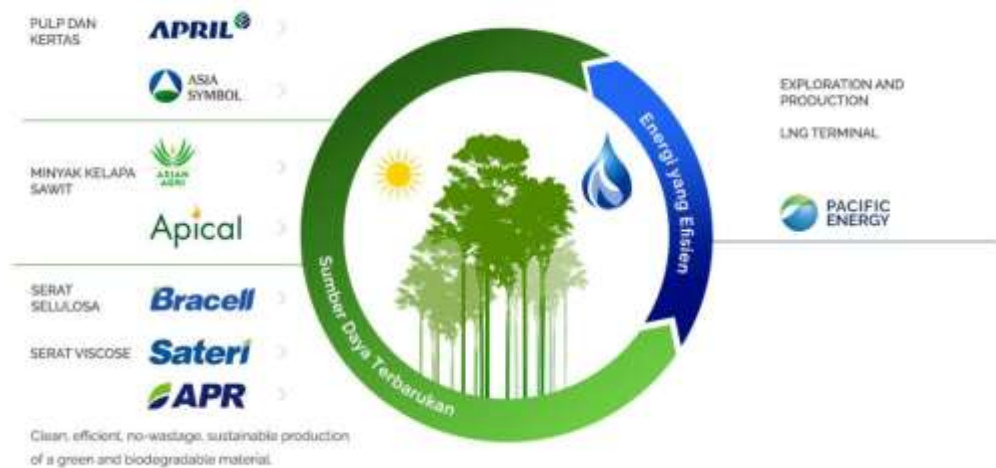 PULP DAN
KERTAS
APRIL
ASIA
SYMBOL
MINYAK KELAPA
SAWIT
ASIAN
AGRI
Apical
SERAT
SELULOSA
Bracell
SERAT VISCOSE
Sateri
APR
Clean, efficient, no-wastage, sustainable production
of a green and biodegradable material.
Sumber Daya Terbarukan
Energi yang Efisien
EXPLORATION AND
PRODUCTION
LNG TERMINAL
PACIFIC
ENERGY